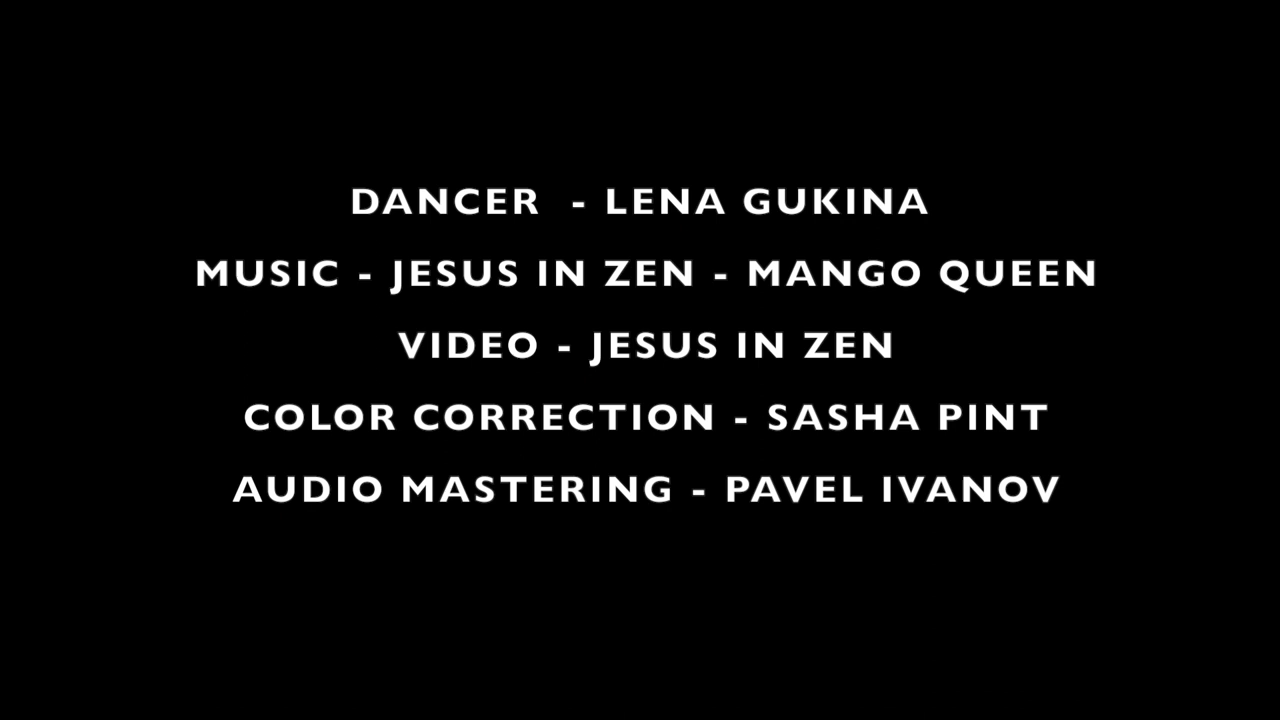 DANCER - LENA GUKINA
MUSIC - JESUS IN ZEN - MANGO QUEEN
VIDEO - JESUS IN ZEN
COLOR CORRECTION - SASHA PINT
AUDIO MASTERING - PAVEL IVANOV